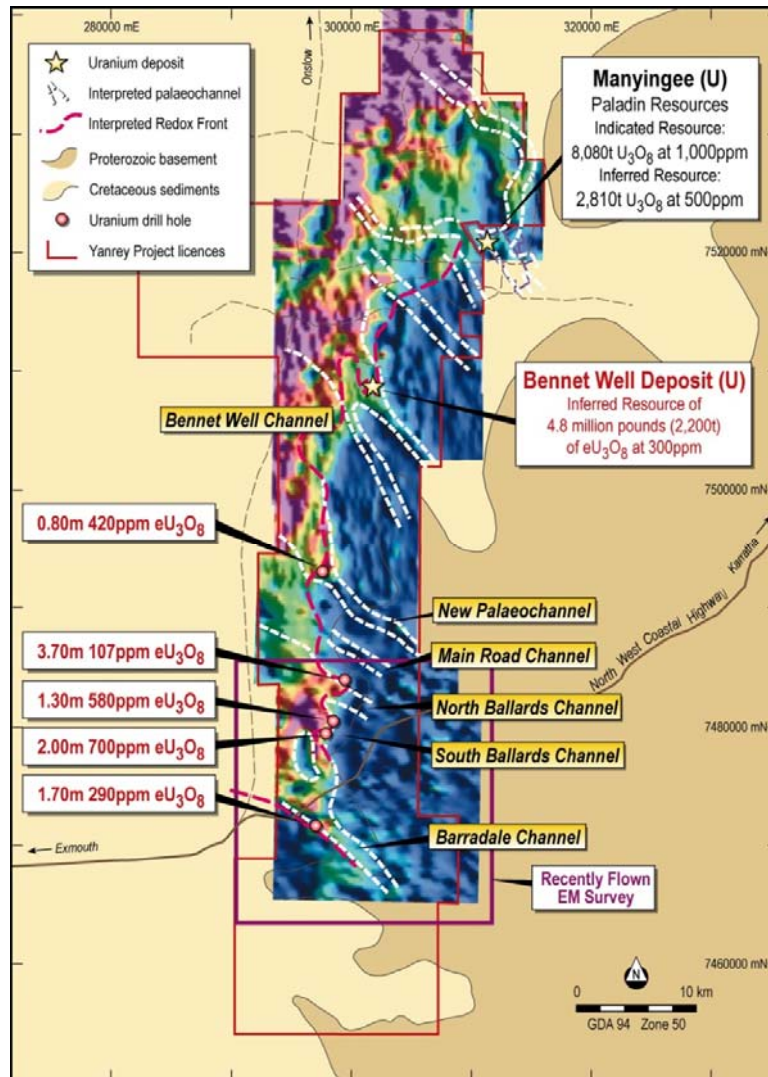 280000 mE
300000 mE
320000 mE
Onslow
Uranium deposit
Interpreted palaeochannel
Interpreted Redox Front
Proterozoic basement
Cretaceous sediments
Uranium drill hole
Yanrey Project licences
Manyingee (U)
Paladin Resources
Indicated Resource:
8,080t U₃O₈ at 1,000ppm
Inferred Resource:
2,810t U₃O₈ at 500ppm
7520000 mN
Bennet Well Deposit (U)
Inferred Resource of
4.8 million pounds (2,200t)
of eU₃O₈ at 300ppm
Bennet Well Channel
7500000 mN
0.80m 420ppm eU₃O₈
Karratha
North West Coastal Highway
New Palaeochannel
3.70m 107ppm eU₃O₈
Main Road Channel
1.30m 580ppm eU₃O₈
North Ballards Channel
7480000 mN
2.00m 700ppm eU₃O₈
South Ballards Channel
1.70m 290ppm eU₃O₈
Barradale Channel
Exmouth
Recently Flown
EM Survey
7460000 mN
N
0 10 km
GDA 94 Zone 50